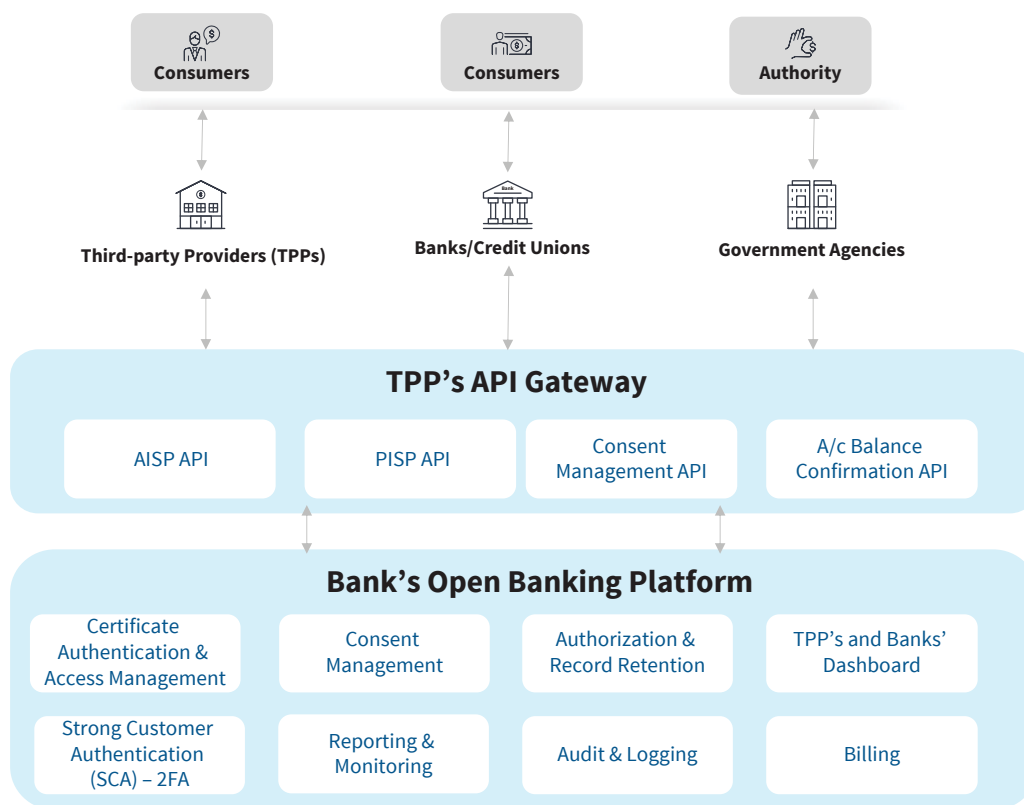 Consumers
Consumers
Authority
Bank
Third-party Providers (TPPs)
Banks/Credit Unions
Government Agencies
TPP’s API Gateway
AISP API
PISP API
Consent
Management API
A/c Balance
Confirmation API
Bank’s Open Banking Platform
Certificate
Authentication &
Access Management
Consent
Management
Authorization &
Record Retention
TPP’s and Banks’
Dashboard
Strong Customer
Authentication
(SCA) – 2FA
Reporting &
Monitoring
Audit & Logging
Billing